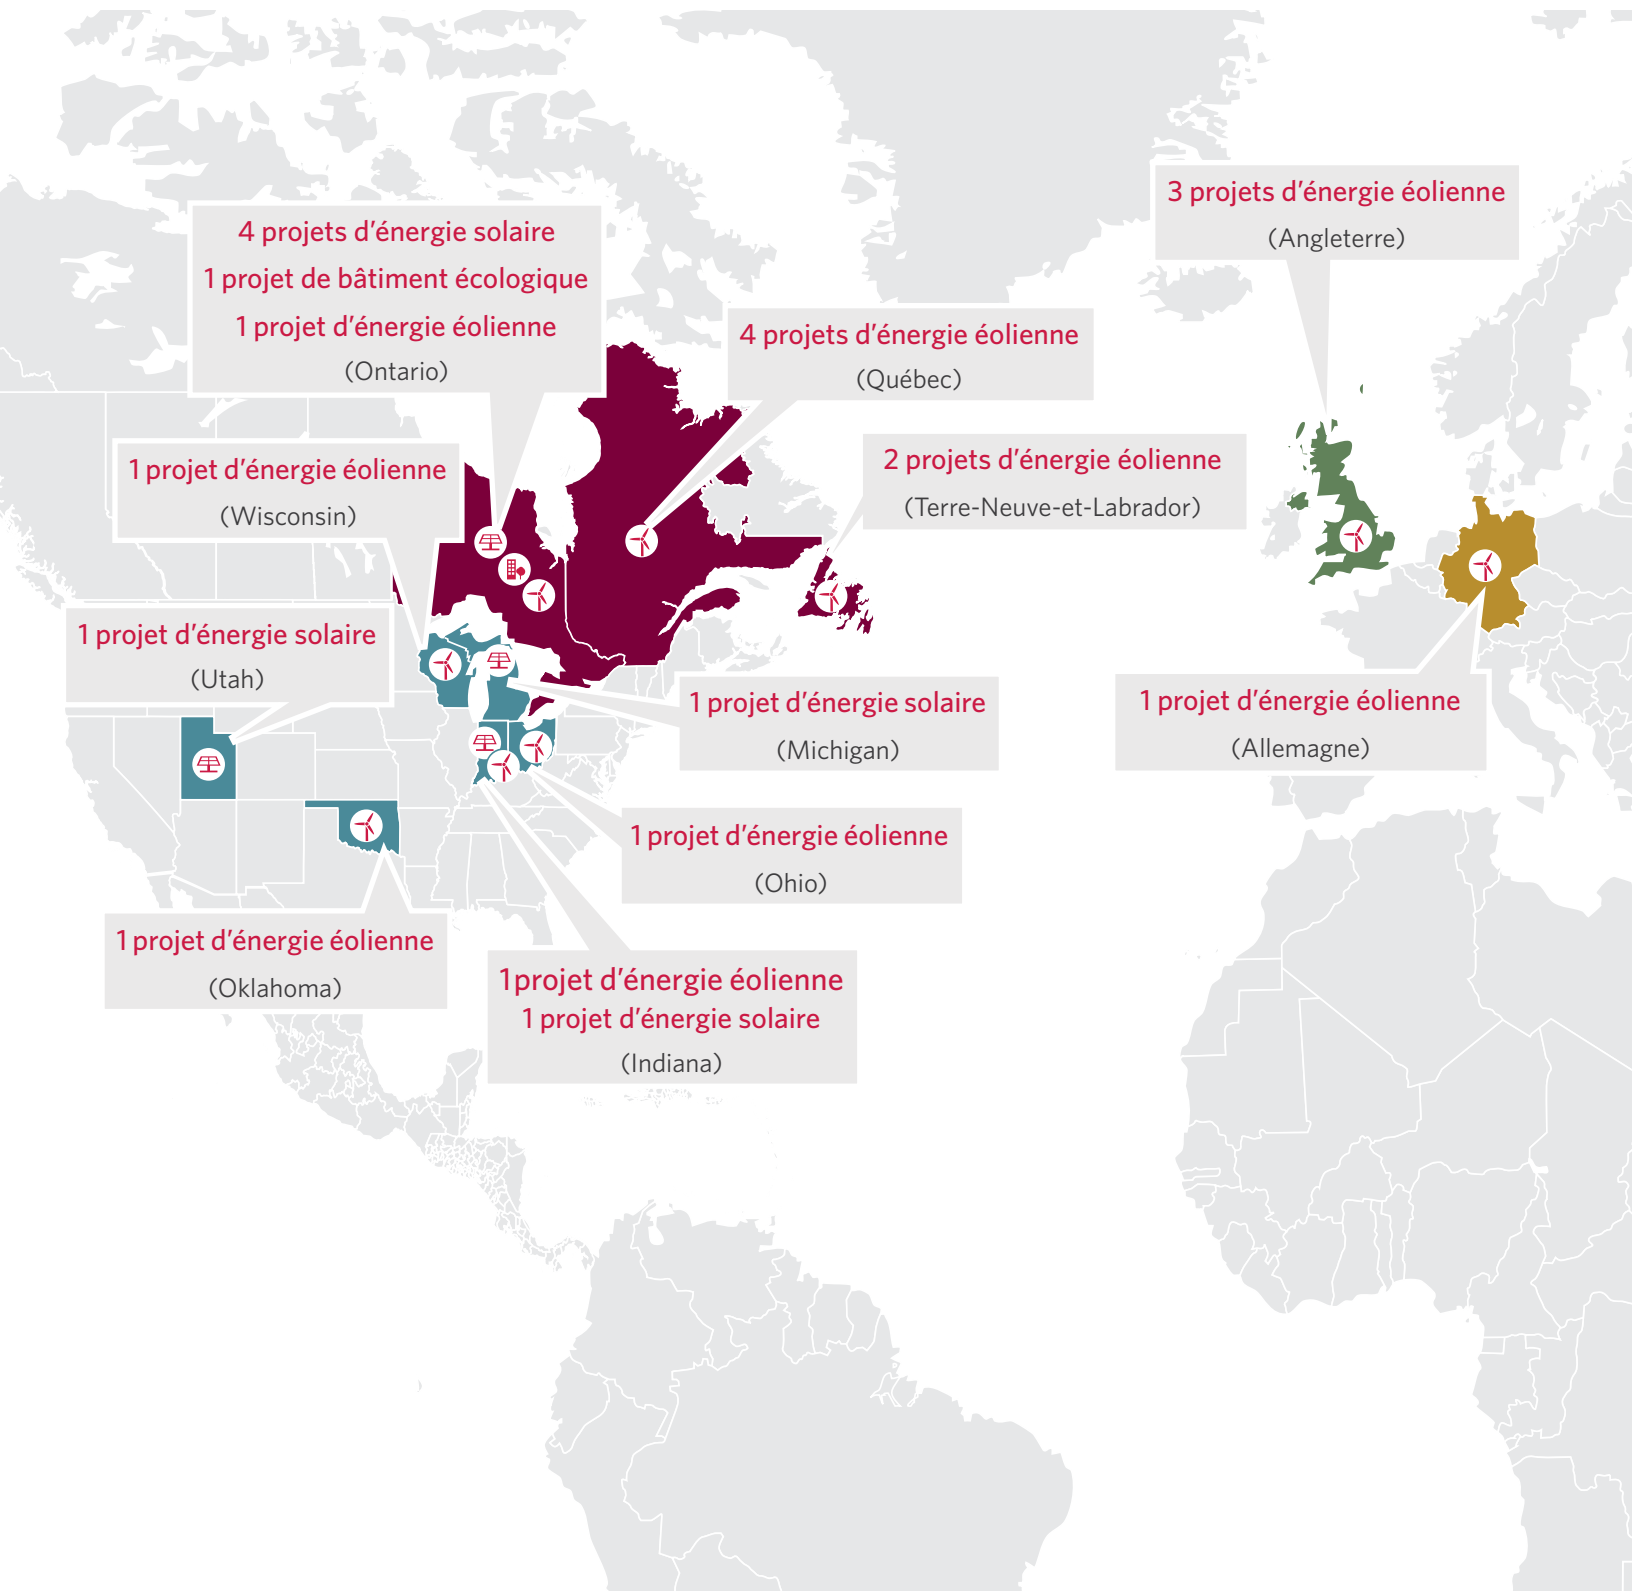 3 projets d'énergie éolienne
(Angleterre)
4 projets d'énergie solaire
1 projet de bâtiment écologique
1 projet d'énergie éolienne
(Ontario)
4 projets d'énergie éolienne
(Québec)
1 projet d'énergie éolienne
(Wisconsin)
2 projets d'énergie éolienne
(Terre-Neuve-et-Labrador)
1 projet d'énergie solaire
(Utah)
1 projet d'énergie solaire
(Michigan)
1 projet d'énergie éolienne
(Allemagne)
1 projet d'énergie éolienne
(Ohio)
1 projet d'énergie éolienne
(Oklahoma)
1projet d'énergie éolienne
1 projet d'énergie solaire
(Indiana)